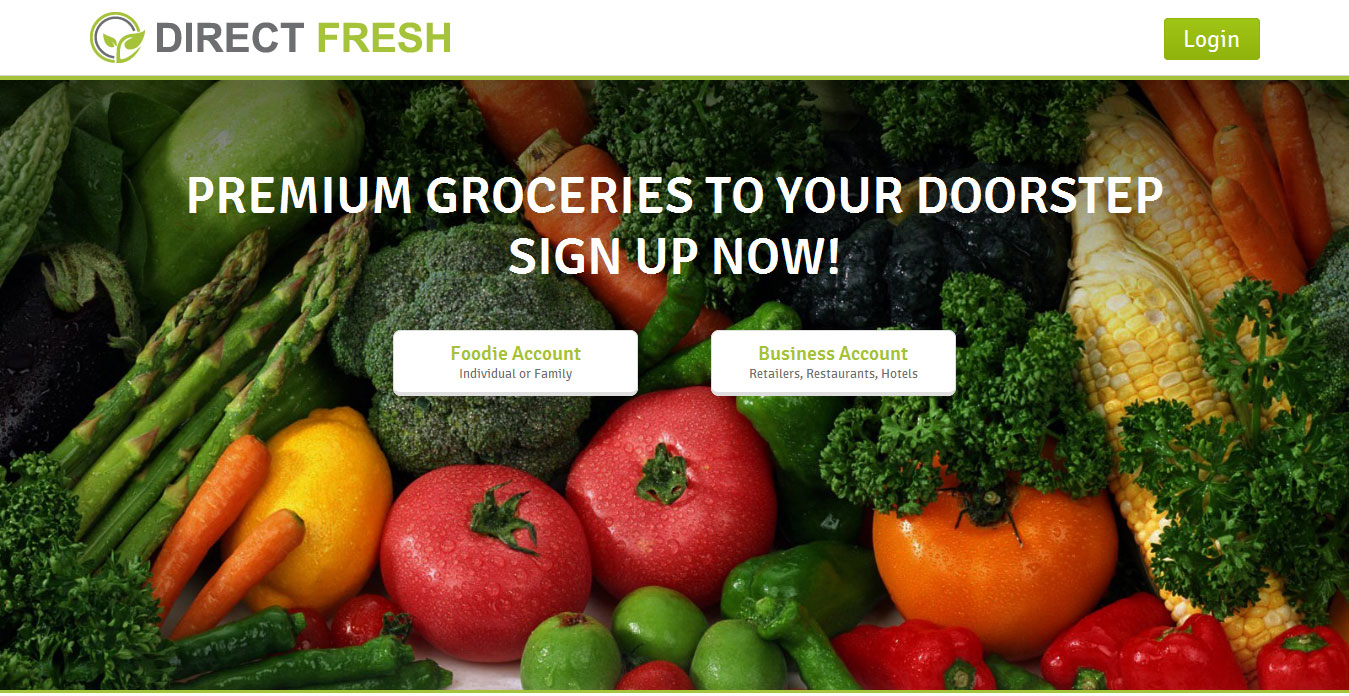 DIRECT FRESH
Login
PREMIUM GROCERIES TO YOUR DOORSTEP
SIGN UP NOW!
Foodie Account
Individual or Family
Business Account
Retailers, Restaurants, Hotels